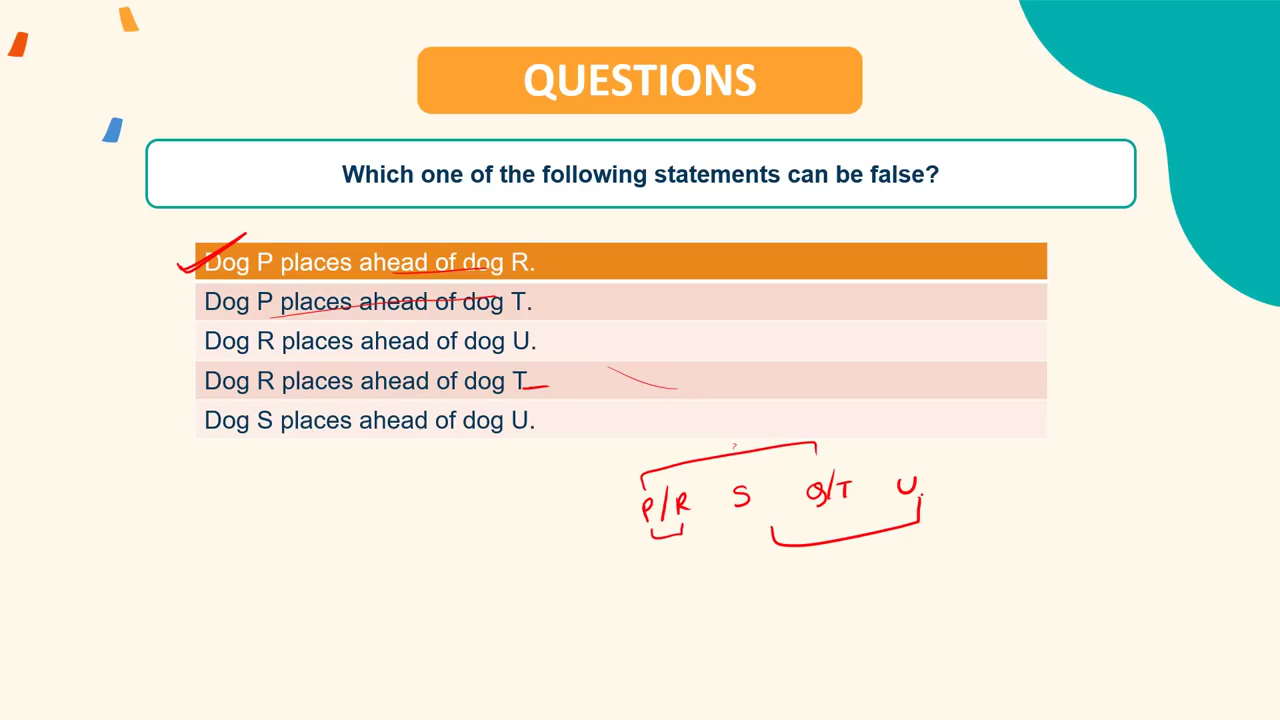 QUESTIONS
Which one of the following statements can be false?
Dog P places ahead of dog R.
Dog P places ahead of dog T.
Dog R places ahead of dog U.
Dog R places ahead of dog T
Dog S places ahead of dog U.
?
P/R S Q/T U